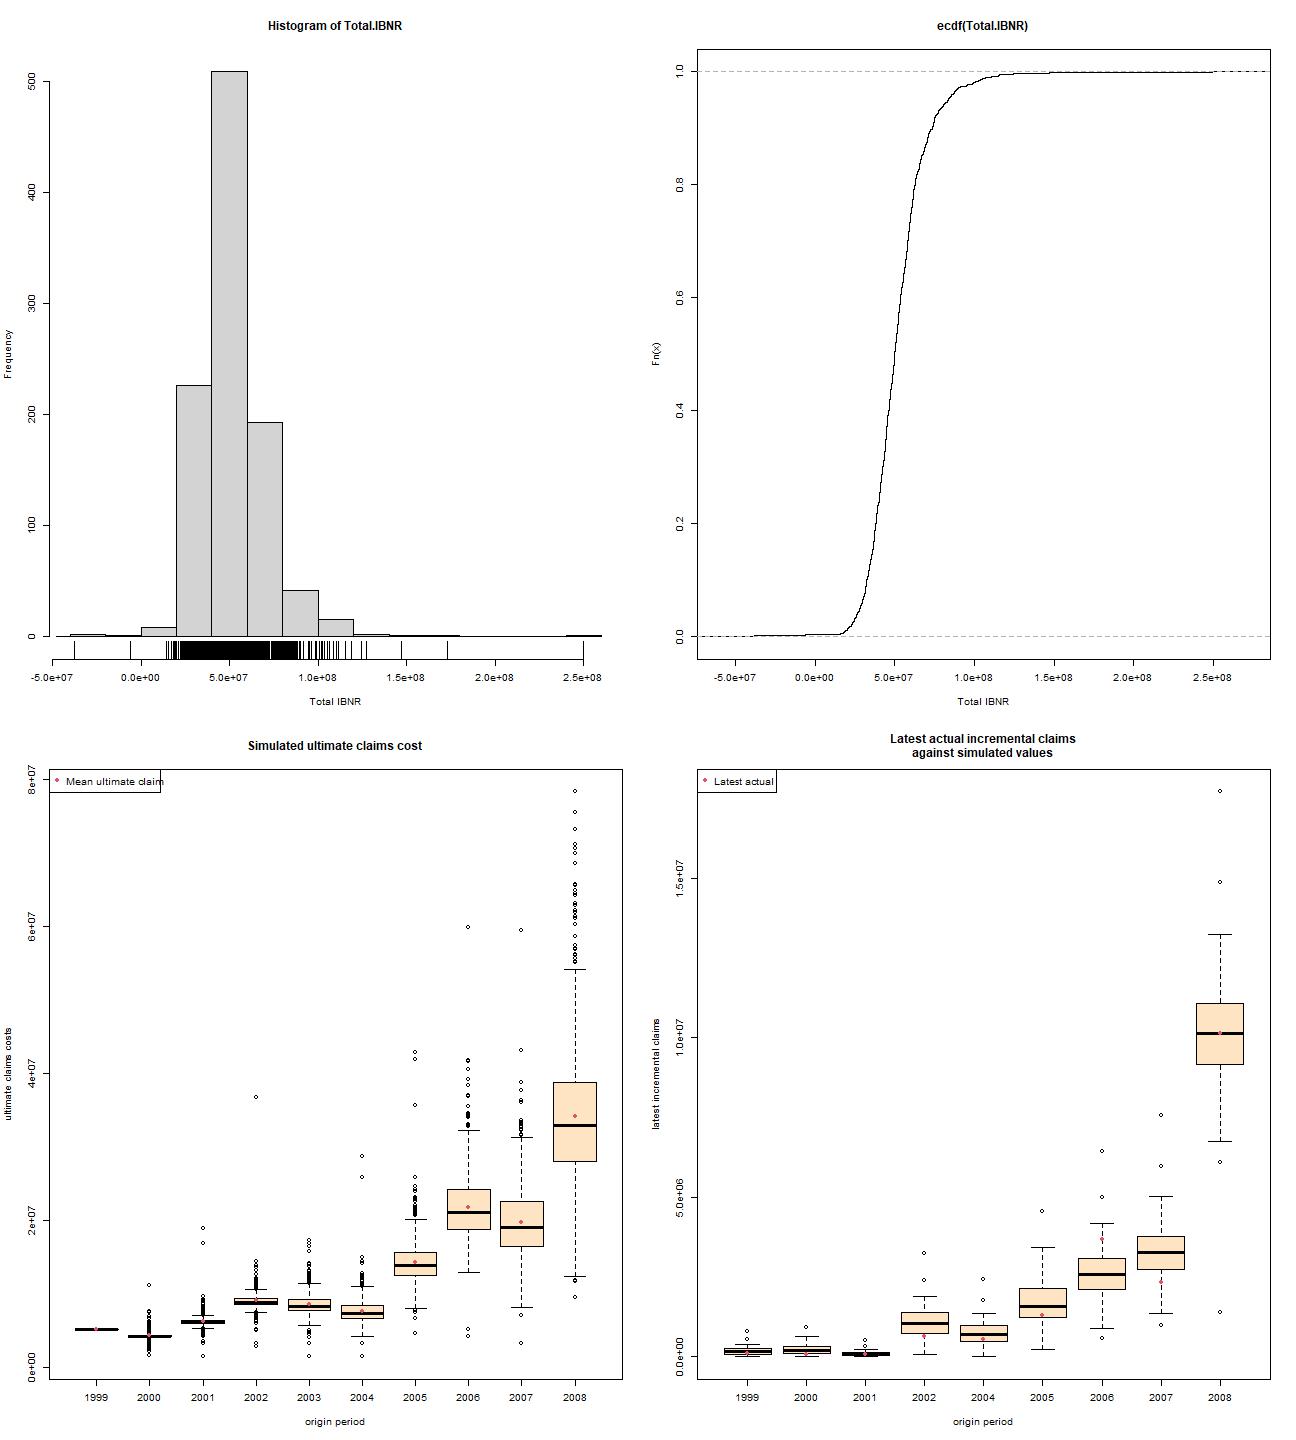 Histogram of Total.IBNR
Frequency
0
100
200
300
400
500
-5.0e+07 0.0e+00 5.0e+07 1.0e+08 1.5e+08 2.0e+08 2.5e+08
Total IBNR
ecdf(Total.IBNR)
Fn(x)
0.0
0.2
0.4
0.6
0.8
1.0
-5.0e+07 0.0e+00 5.0e+07 1.0e+08 1.5e+08 2.0e+08 2.5e+08
Total IBNR
Simulated ultimate claims cost
Mean ultimate claim
ultimate claims costs
0e+00
2e+07
4e+07
6e+07
8e+07
1999 2000 2001 2002 2003 2004 2005 2006 2007 2008
origin period
Latest actual incremental claims
against simulated values
Latest actual
latest incremental claims
0.0e+00
5.0e+06
1.0e+07
1.5e+07
1999 2000 2001 2002 2004 2005 2006 2007 2008
origin period